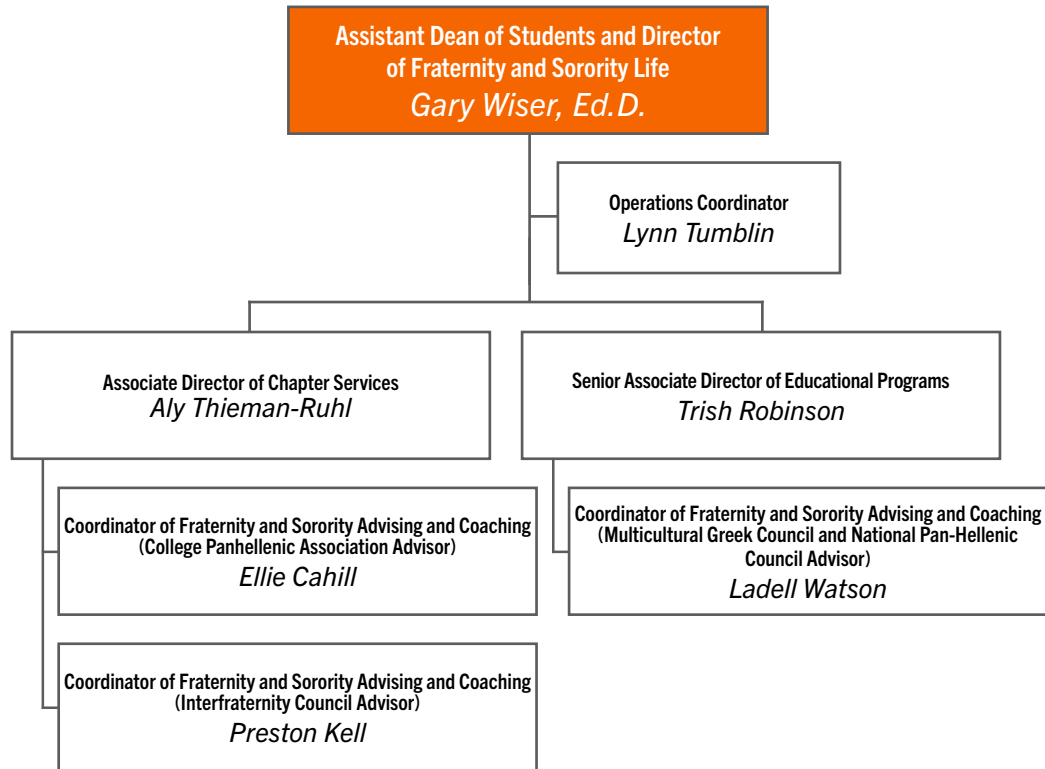 Assistant Dean of Students and Director
of Fraternity and Sorority Life
Gary Wiser, Ed.D.
Operations Coordinator
Lynn Tumblin
Associate Director of Chapter Services
Aly Thieman-Ruhl
Senior Associate Director of Educational Programs
Trish Robinson
Coordinator of Fraternity and Sorority Advising and Coaching
(College Panhellenic Association Advisor)
Ellie Cahill
Coordinator of Fraternity and Sorority Advising and Coaching
(Multicultural Greek Council and National Pan-Hellenic
Council Advisor)
Ladell Watson
Coordinator of Fraternity and Sorority Advising and Coaching
(Interfraternity Council Advisor)
Preston Kell